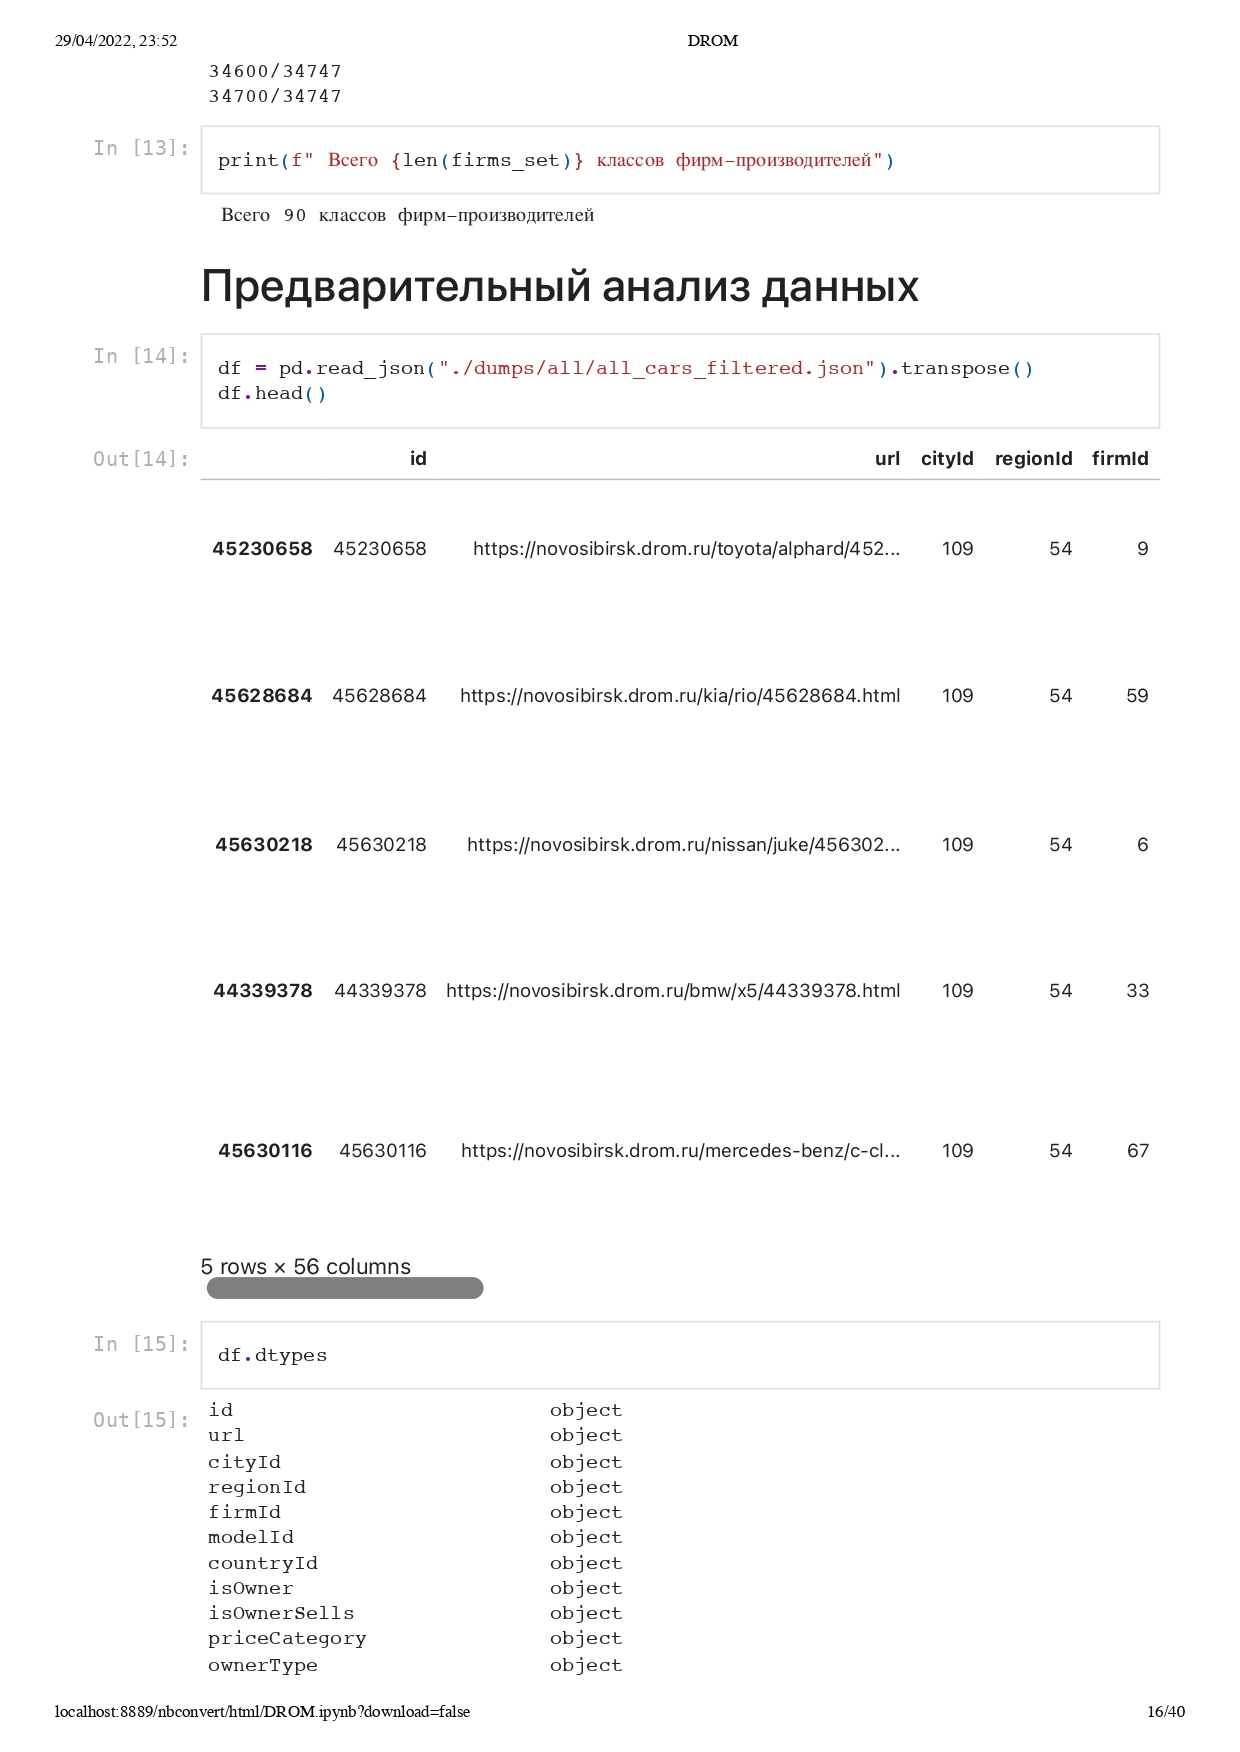 29/04/2022, 23:52 DROM
34600/34747
34700/34747
In [13]: print(f" Всего {len(firms_set)} классов фирм-производителей")
Всего 90 классов фирм-производителей
Предварительный анализ данных
In [14]: df = pd.read_json("./dumps/all/all_cars_filtered.json").transpose()
df.head()
Out[14]: id url cityId regionId firmId
45230658 45230658 https://novosibirsk.drom.ru/toyota/alphard/452... 109 54 9
45628684 45628684 https://novosibirsk.drom.ru/kia/rio/45628684.html 109 54 59
45630218 45630218 https://novosibirsk.drom.ru/nissan/juke/456302... 109 54 6
44339378 44339378 https://novosibirsk.drom.ru/bmw/x5/44339378.html 109 54 33
45630116 45630116 https://novosibirsk.drom.ru/mercedes-benz/c-cl... 109 54 67
5 rows × 56 columns
In [15]: df.dtypes
Out[15]: id object
url object
cityId object
regionId object
firmId object
modelId object
countryId object
isOwner object
isOwnerSells object
priceCategory object
ownerType object
localhost:8889/nbconvert/html/DROM.ipynb?download=false 16/40